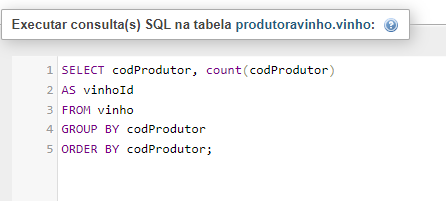 Executar consulta(s) SQL na tabela produtoravinho.vinho:
1 SELECT codProdutor, count(codProdutor)
2 AS vinhoId
3 FROM vinho
4 GROUP BY codProdutor
5 ORDER BY codProdutor;